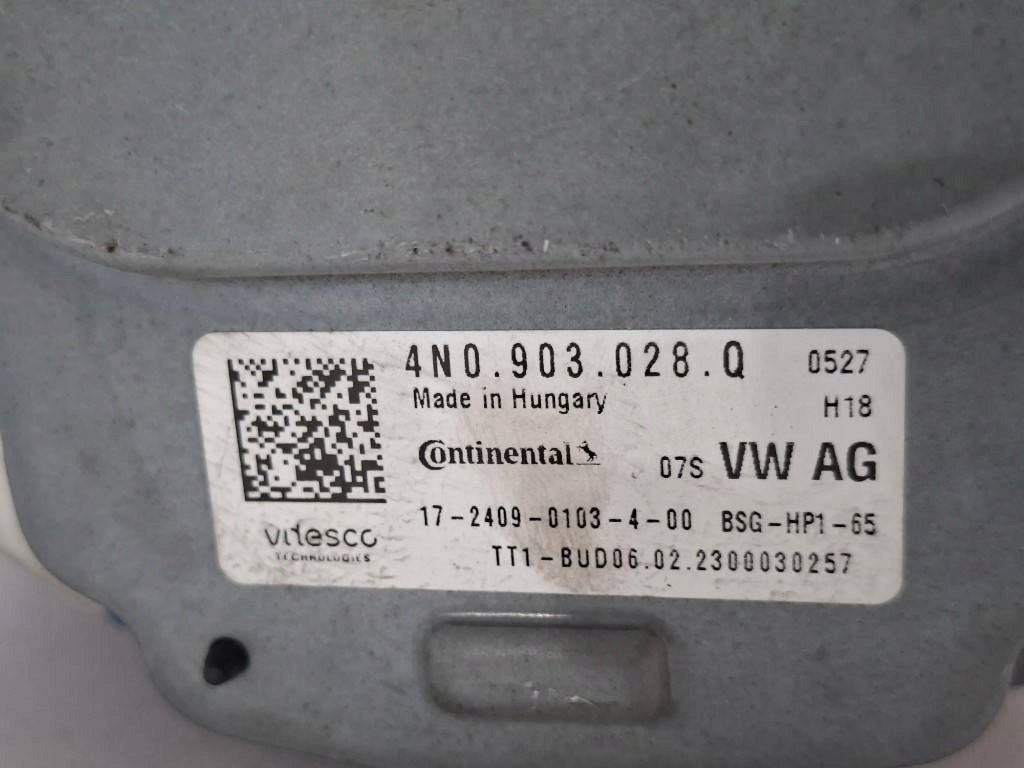 4N0.903.028.Q 0527
Made in Hungary H18
Continental 07S VW AG
17-2409-0103-4-00 BSG-HP1-65
vitesco
TECHNOLOGIES
TT1-BUD06.02.2300030257